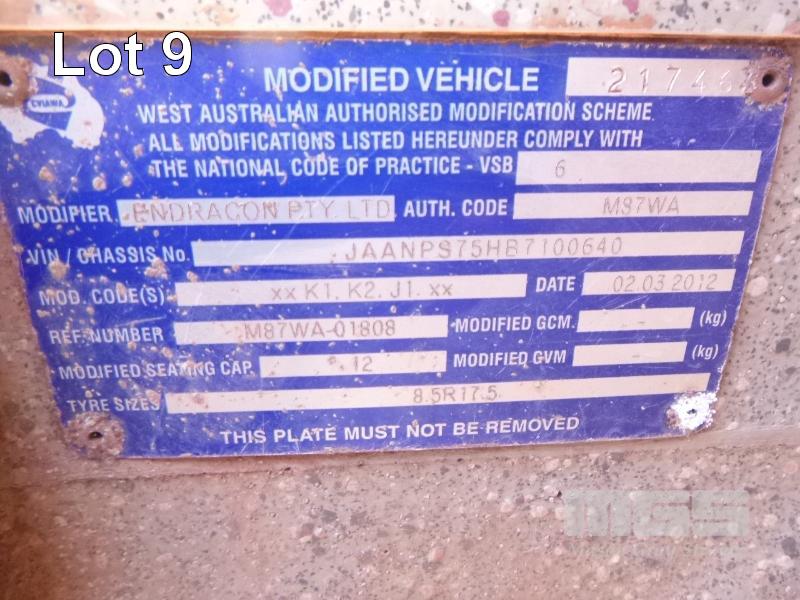 Lot 9
CVIAWA
MODIFIED VEHICLE 217463
WEST AUSTRALIAN AUTHORISED MODIFICATION SCHEME
ALL MODIFICATIONS LISTED HEREUNDER COMPLY WITH
THE NATIONAL CODE OF PRACTICE - VSB 6
MODIFIER ENDRACON PTY. LTD. AUTH. CODE M87WA
VIN / CHASSIS No. JAANPS75HB7100640
MOD. CODE(S) xx K1, K2, J1, xx DATE 02.03.2012
REF. NUMBER M87WA-01808 MODIFIED GCM. - (kg)
MODIFIED SEATING CAP. 12 MODIFIED GVM - (kg)
TYRE SIZES 8.5R17.5
THIS PLATE MUST NOT BE REMOVED
MGS